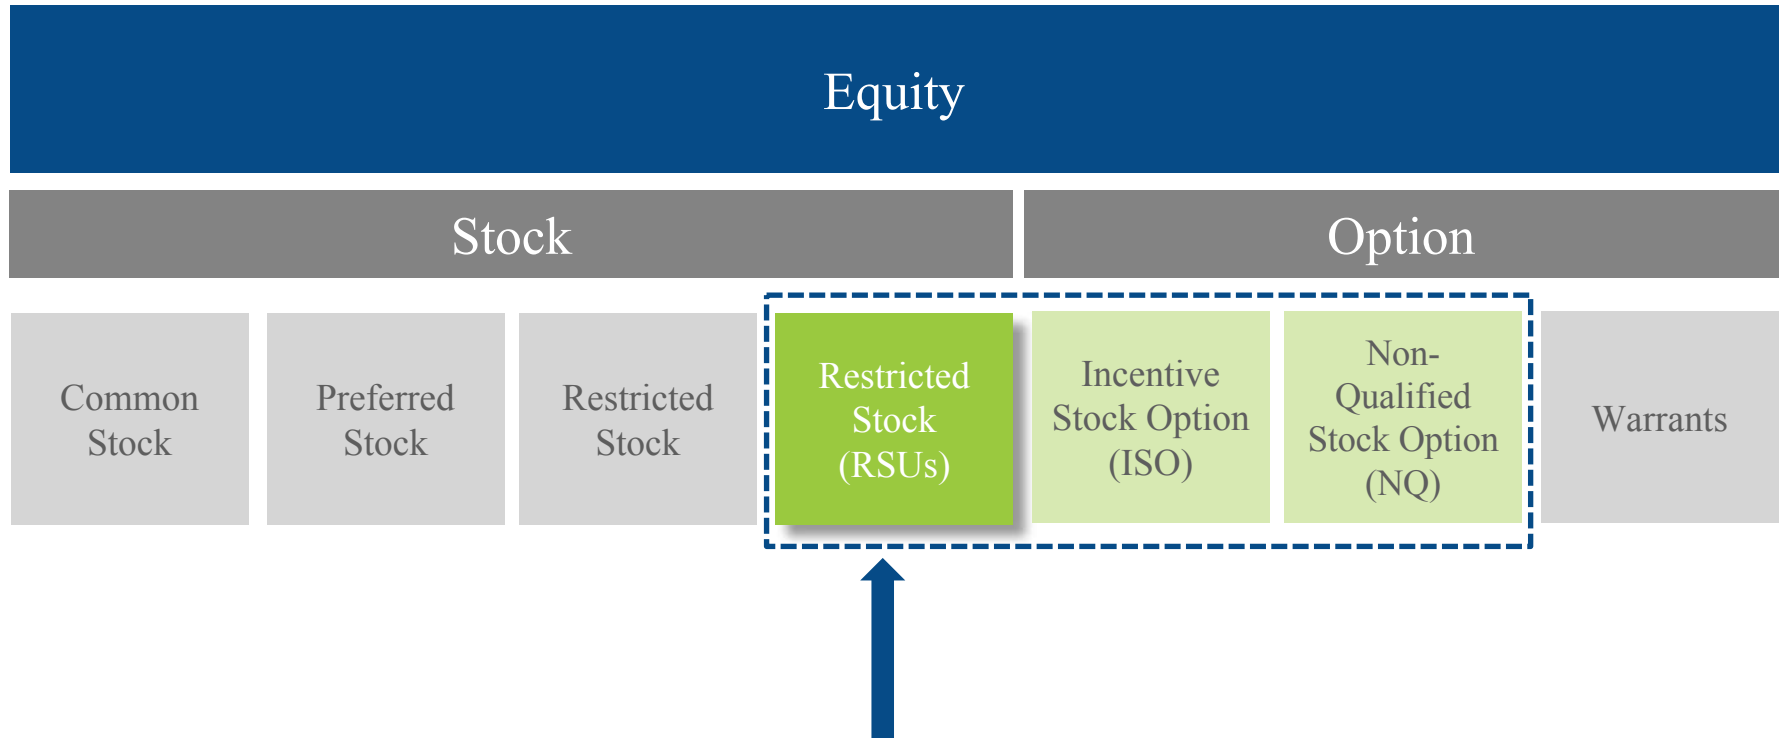 Equity
Stock
Option
Common
Stock
Preferred
Stock
Restricted
Stock
Restricted
Stock
(RSUs)
Incentive
Stock Option
(ISO)
Non-
Qualified
Stock Option
(NQ)
Warrants